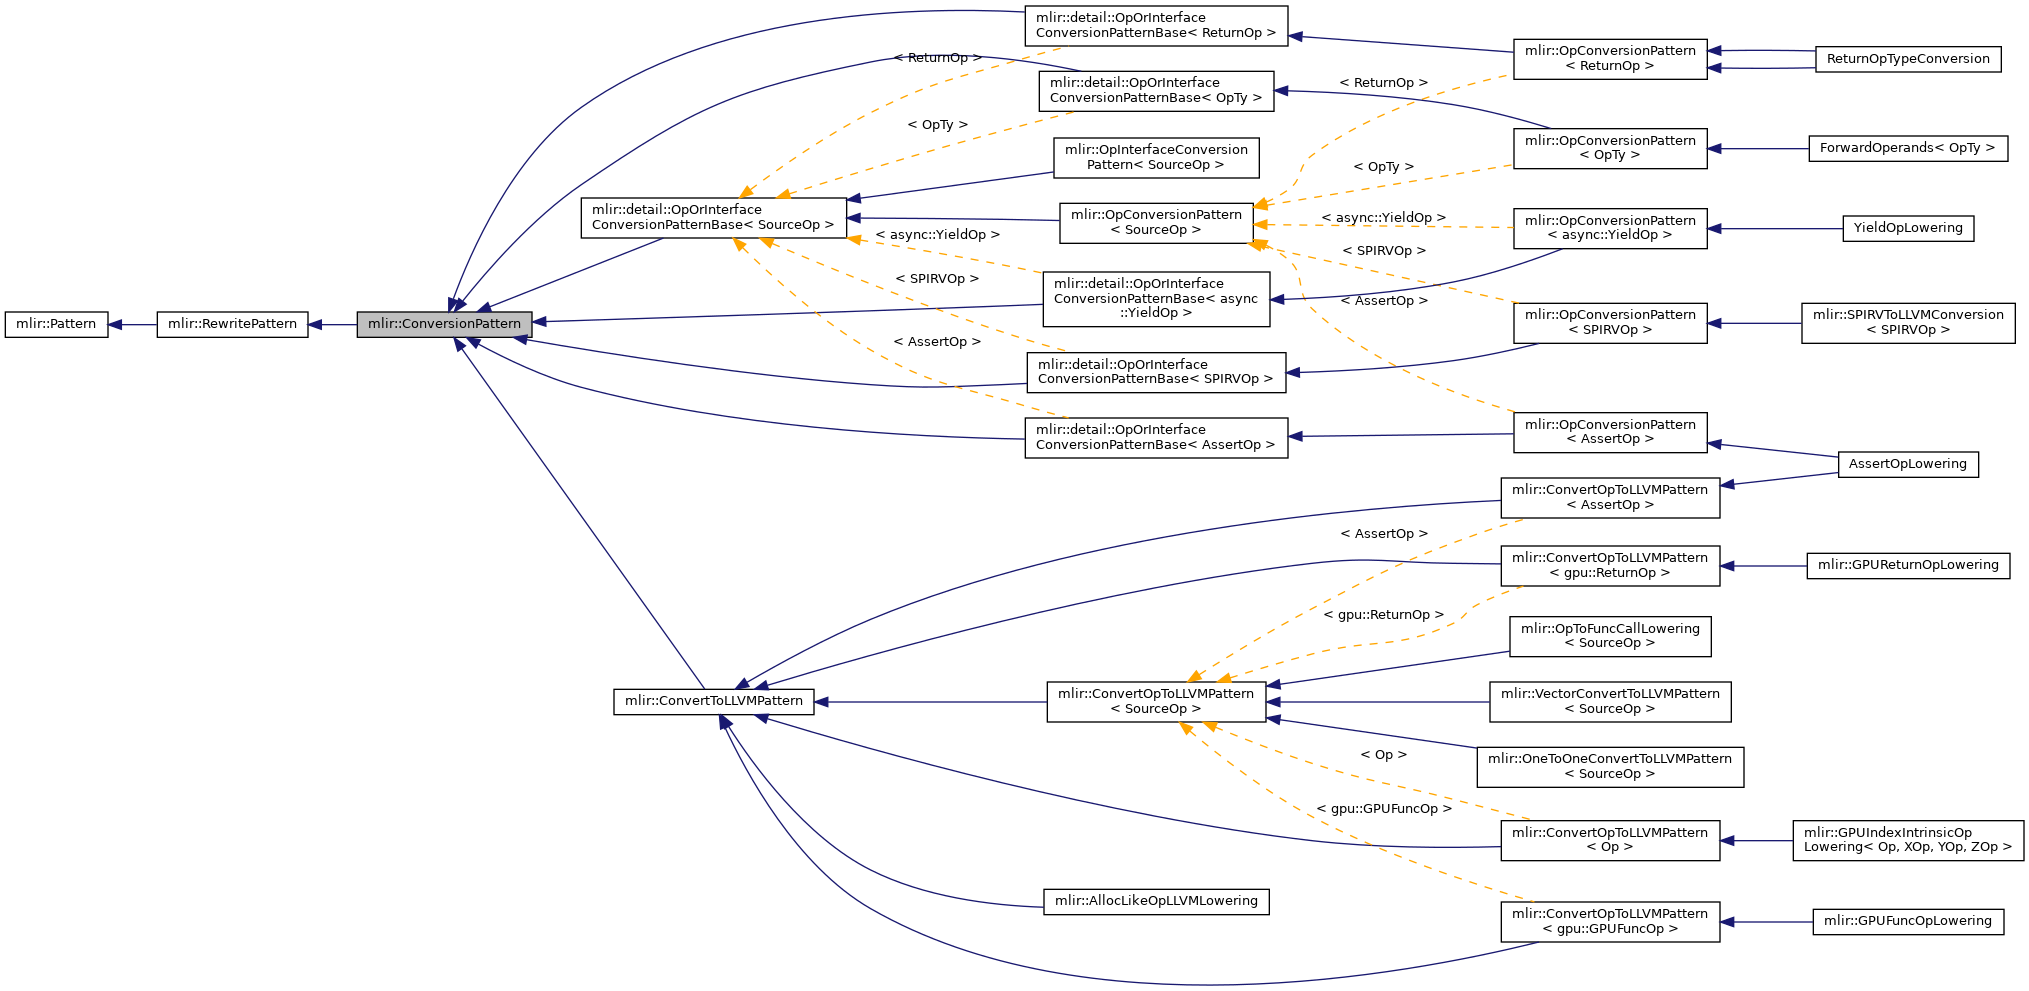 mlir::Pattern
mlir::RewritePattern
mlir::ConversionPattern
mlir::detail::OpOrInterface
ConversionPatternBase< ReturnOp >
mlir::detail::OpOrInterface
ConversionPatternBase< OpTy >
mlir::OpInterfaceConversion
Pattern< SourceOp >
mlir::detail::OpOrInterface
ConversionPatternBase< SourceOp >
mlir::OpConversionPattern
< SourceOp >
mlir::detail::OpOrInterface
ConversionPatternBase< async
::YieldOp >
mlir::detail::OpOrInterface
ConversionPatternBase< SPIRVOp >
mlir::detail::OpOrInterface
ConversionPatternBase< AssertOp >
< ReturnOp >
< OpTy >
< async::YieldOp >
< SPIRVOp >
< AssertOp >
mlir::OpConversionPattern
< ReturnOp >
ReturnOpTypeConversion
mlir::OpConversionPattern
< OpTy >
ForwardOperands< OpTy >
mlir::OpConversionPattern
< async::YieldOp >
YieldOpLowering
mlir::OpConversionPattern
< SPIRVOp >
mlir::SPIRVToLLVMConversion
< SPIRVOp >
mlir::OpConversionPattern
< AssertOp >
AssertOpLowering
< ReturnOp >
< OpTy >
< async::YieldOp >
< SPIRVOp >
< AssertOp >
mlir::ConvertToLLVMPattern
mlir::ConvertOpToLLVMPattern
< AssertOp >
mlir::ConvertOpToLLVMPattern
< gpu::ReturnOp >
mlir::GPUReturnOpLowering
mlir::OpToFuncCallLowering
< SourceOp >
mlir::ConvertOpToLLVMPattern
< SourceOp >
mlir::VectorConvertToLLVMPattern
< SourceOp >
mlir::OneToOneConvertToLLVMPattern
< SourceOp >
mlir::ConvertOpToLLVMPattern
< Op >
mlir::GPUIndexIntrinsicOp
Lowering< Op, XOp, YOp, ZOp >
mlir::AllocLikeOpLLVMLowering
mlir::ConvertOpToLLVMPattern
< gpu::GPUFuncOp >
mlir::GPUFuncOpLowering
< AssertOp >
< gpu::ReturnOp >
< Op >
< gpu::GPUFuncOp >